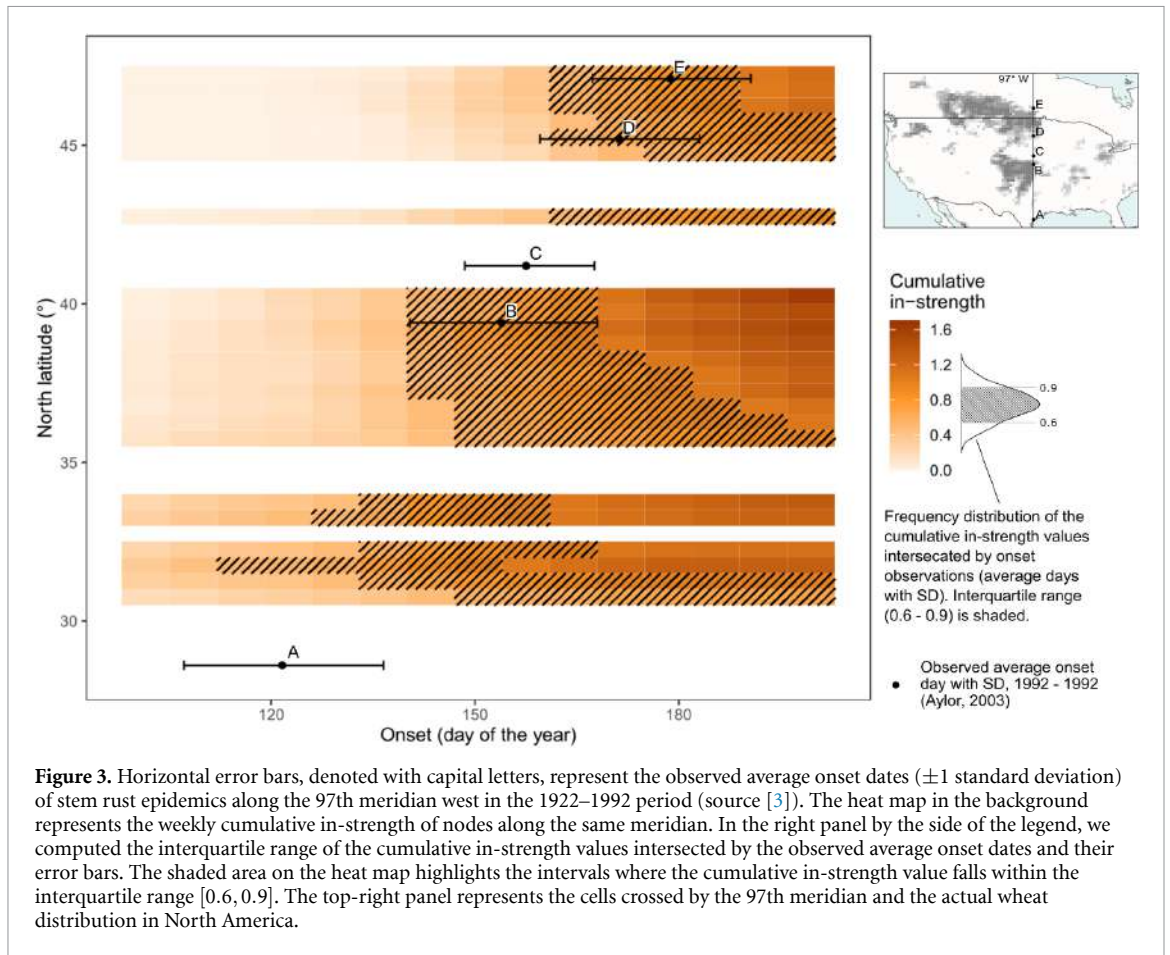 E
D
C
B
A
45
40
35
30
North latitude (°)
120
150
180
Onset (day of the year)
97° W
E
D
C
B
A
Cumulative
in−strength
1.6
1.2
0.8
0.4
0.0
0.9
0.6
Frequency distribution of the
cumulative in-strength values
intersecated by onset
observations (average days
with SD). Interquartile range
(0.6 - 0.9) is shaded.
Observed average onset
day with SD, 1992 - 1992
(Aylor, 2003)
Figure 3. Horizontal error bars, denoted with capital letters, represent the observed average onset dates (±1 standard deviation)
of stem rust epidemics along the 97th meridian west in the 1922–1992 period (source [3]). The heat map in the background
represents the weekly cumulative in-strength of nodes along the same meridian. In the right panel by the side of the legend, we
computed the interquartile range of the cumulative in-strength values intersected by the observed average onset dates and their
error bars. The shaded area on the heat map highlights the intervals where the cumulative in-strength value falls within the
interquartile range [0.6, 0.9]. The top-right panel represents the cells crossed by the 97th meridian and the actual wheat
distribution in North America.